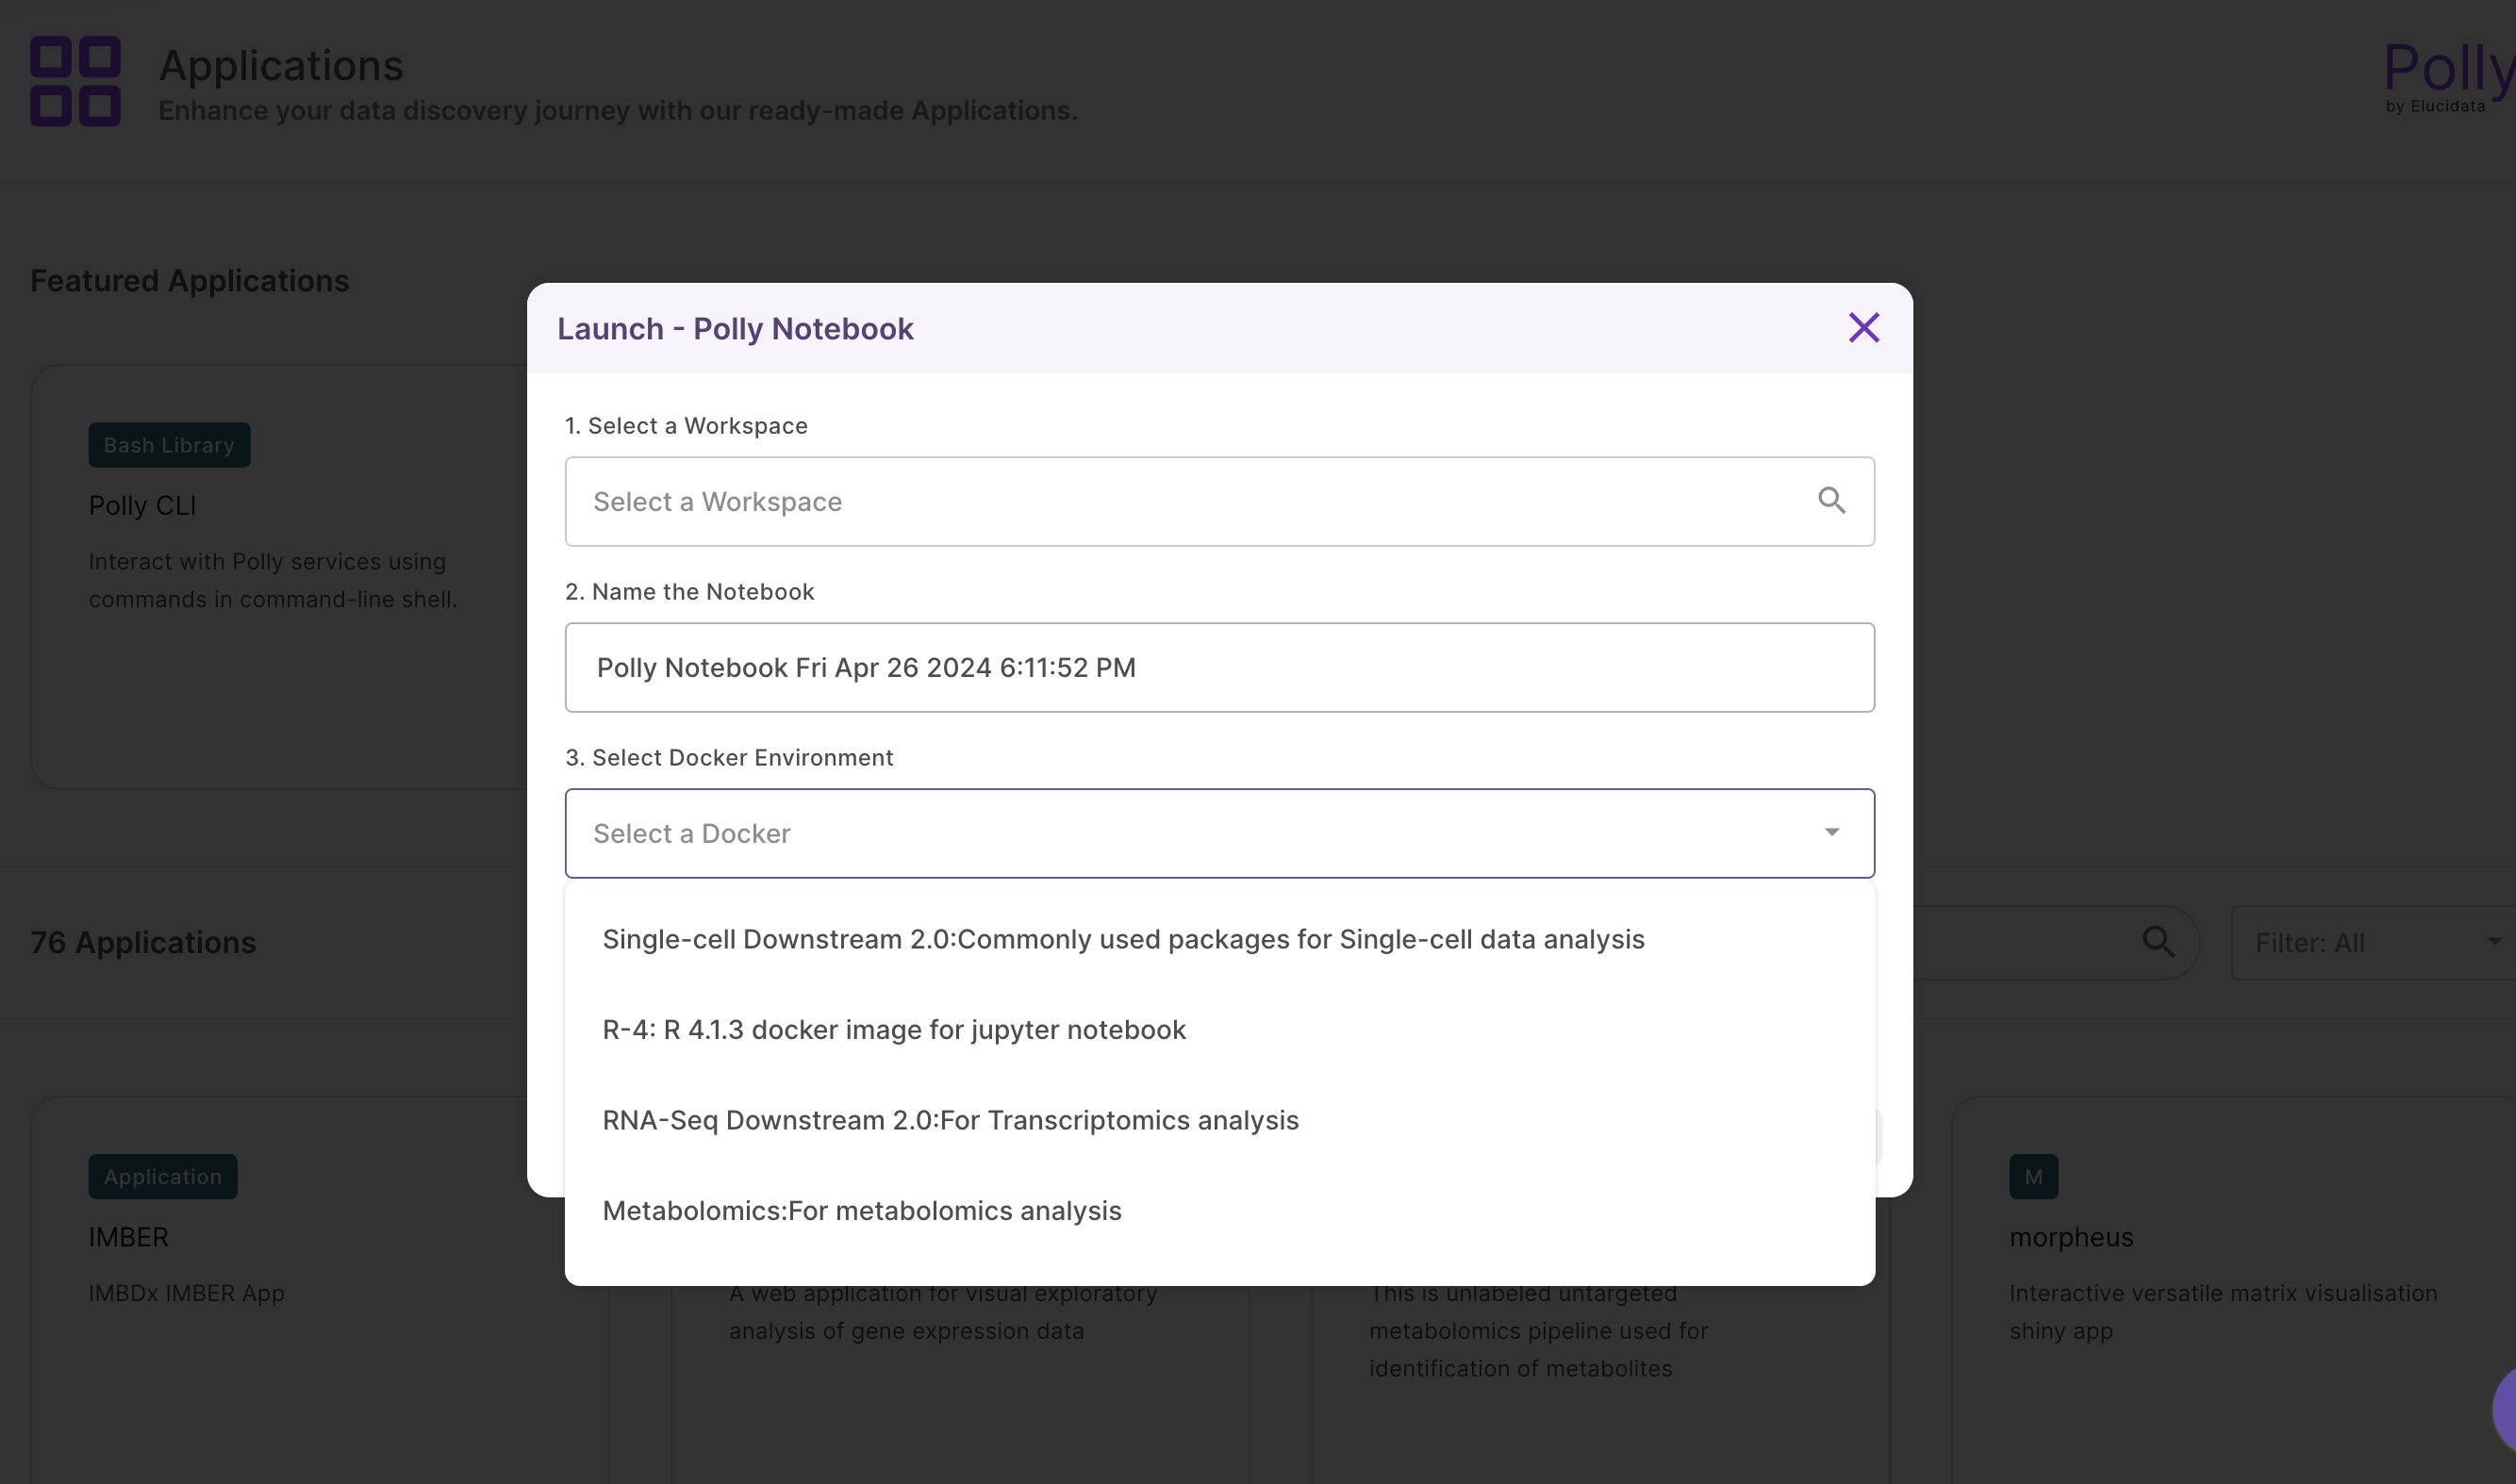 Applications
Enhance your data discovery journey with our ready-made Applications.
Polly
by Elucidata
Featured Applications
Bash Library
Polly CLI
Interact with Polly services using
commands in command-line shell.
Launch - Polly Notebook
1. Select a Workspace
Select a Workspace
2. Name the Notebook
Polly Notebook Fri Apr 26 2024 6:11:52 PM
3. Select Docker Environment
Select a Docker
Single-cell Downstream 2.0:Commonly used packages for Single-cell data analysis
R-4: R 4.1.3 docker image for jupyter notebook
RNA-Seq Downstream 2.0:For Transcriptomics analysis
Metabolomics:For metabolomics analysis
76 Applications
Filter: All
Application
IMBER
IMBDx IMBER App
A web application for visual exploratory
analysis of gene expression data
This is unlabeled untargeted
metabolomics pipeline used for
identification of metabolites
M
morpheus
Interactive versatile matrix visualisation
shiny app